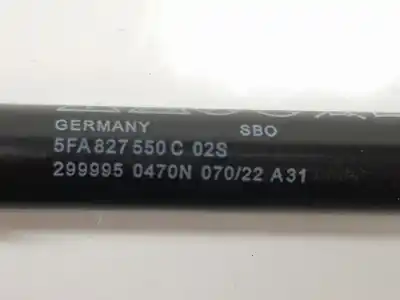 GERMANY SBO
5FA 827 550 C 02S
299995 0470N 070/22 A31